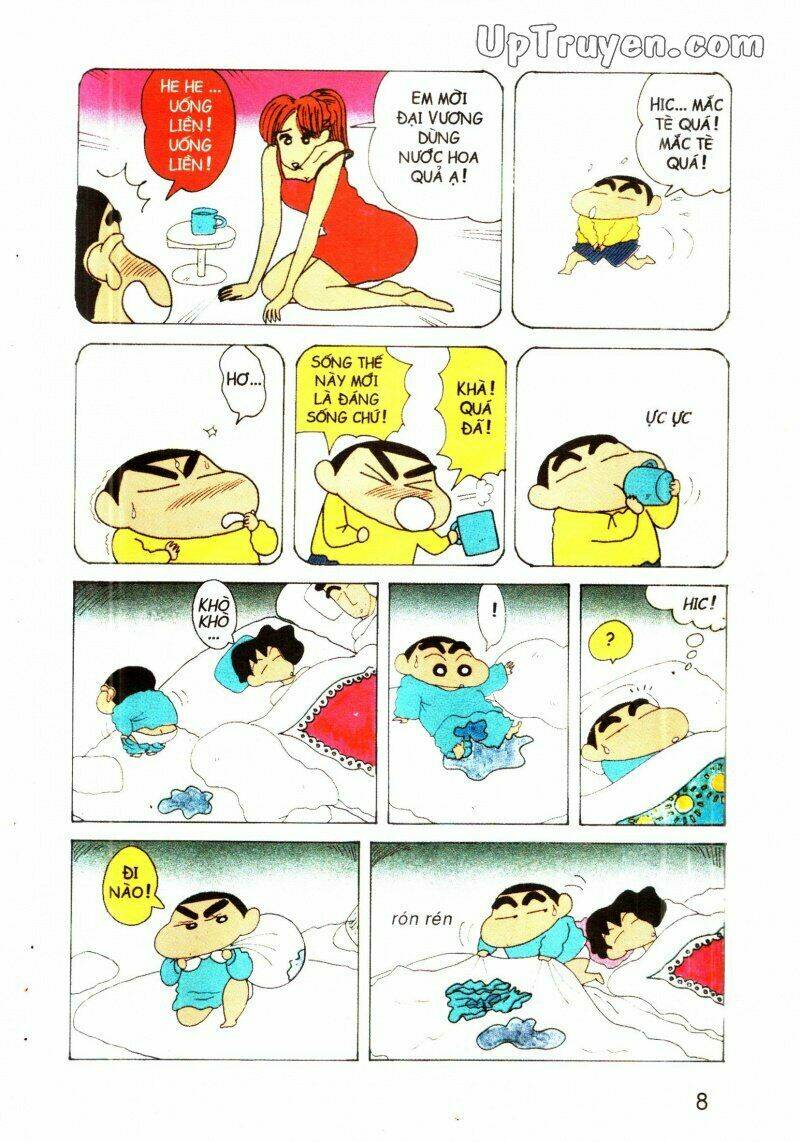 UpTruyen.com
HIC... MẮC
TÈ QUÁ!
MẮC TÈ
QUÁ!
EM MỜI
ĐẠI VƯƠNG
DÙNG
NƯỚC HOA
QUẢ Ạ!
HE HE ...
UỐNG
LIỀN!
UỐNG
LIỀN!
ỰC ỰC
KHÀ!
QUÁ
ĐÃ!
SỐNG THẾ
NÀY MỚI
LÀ ĐÁNG
SỐNG CHỨ!
HƠ...
HIC!
?
!
KHÒ
KHÒ
...
rón rén
ĐI
NÀO!
8